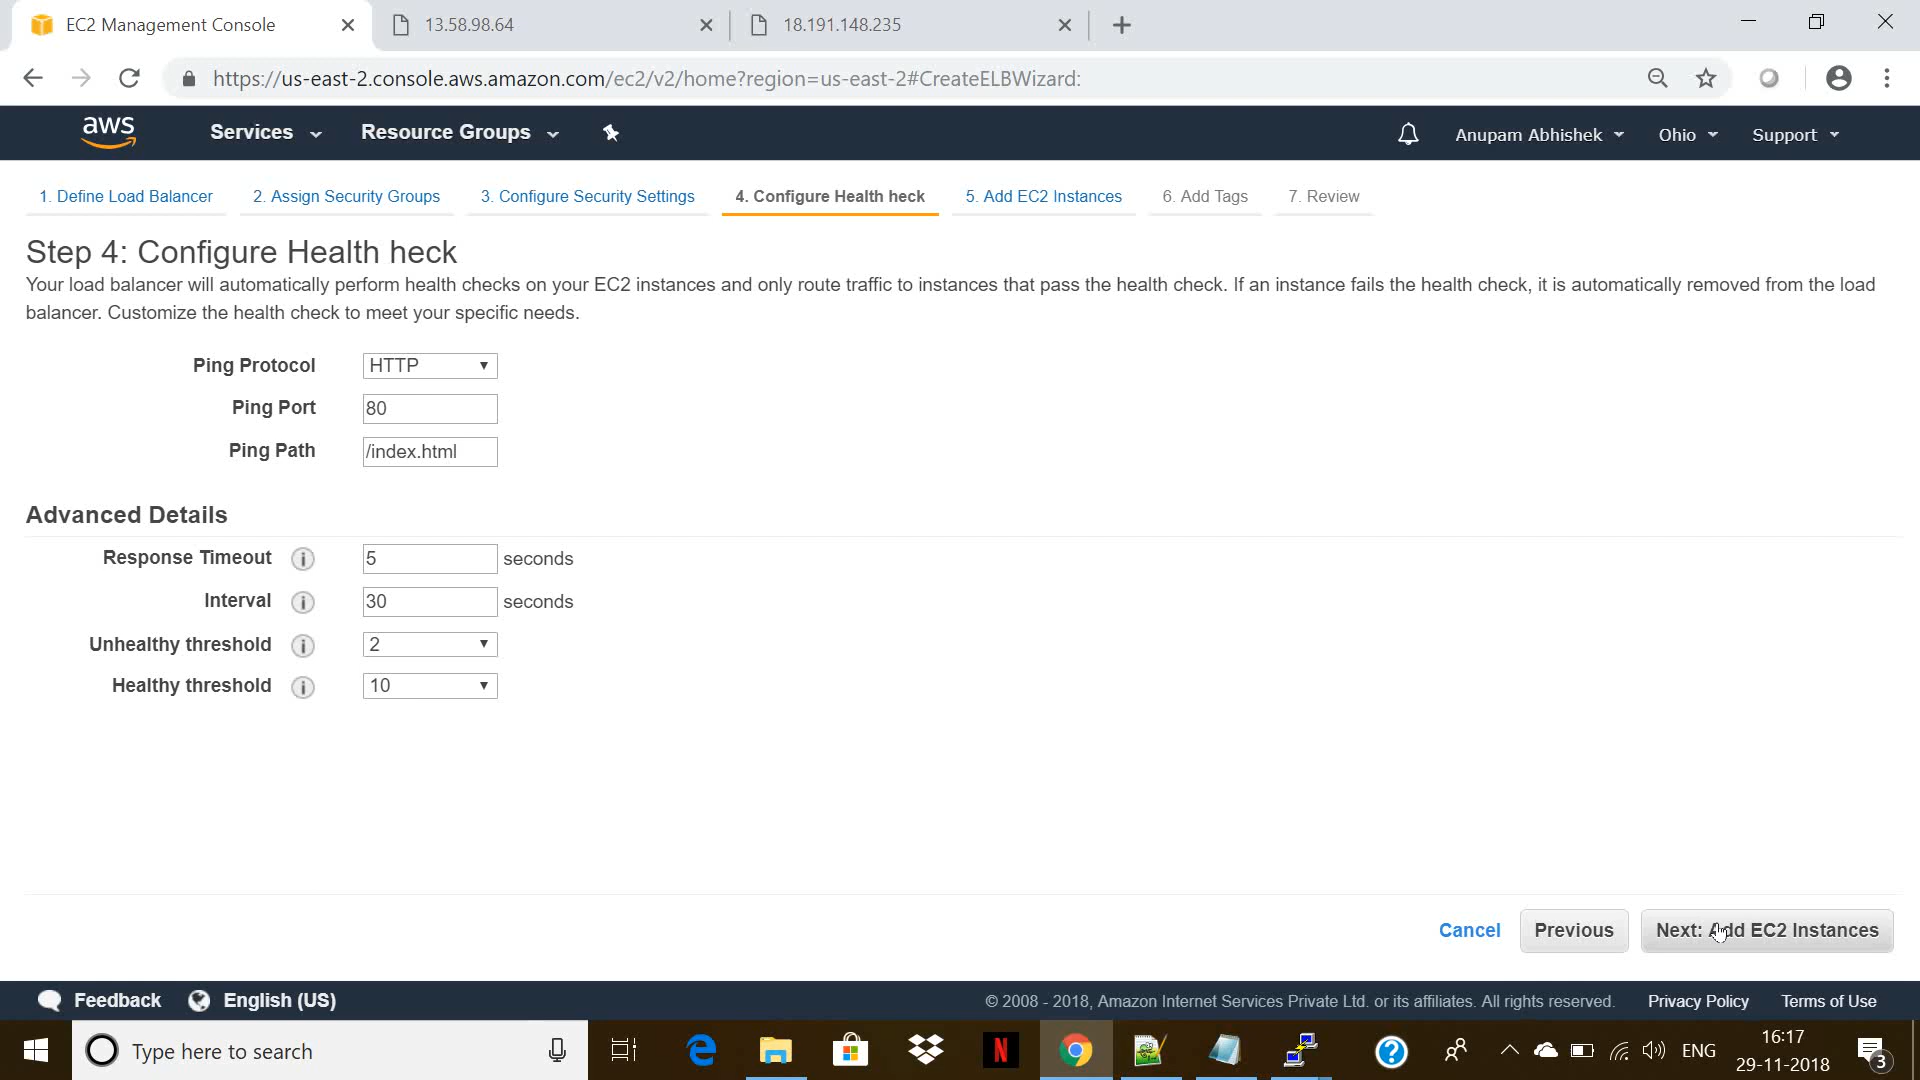 EC2 Management Console
13.58.98.64
18.191.148.235
https://us-east-2.console.aws.amazon.com/ec2/v2/home?region=us-east-2#CreateELBWizard:
aws Services Resource Groups Anupam Abhishek Ohio Support
1. Define Load Balancer 2. Assign Security Groups 3. Configure Security Settings 4. Configure Health heck 5. Add EC2 Instances 6. Add Tags 7. Review
Step 4: Configure Health heck
Your load balancer will automatically perform health checks on your EC2 instances and only route traffic to instances that pass the health check. If an instance fails the health check, it is automatically removed from the load
balancer. Customize the health check to meet your specific needs.
Ping Protocol HTTP
Ping Port 80
Ping Path /index.html
Advanced Details
Response Timeout i 5 seconds
Interval i 30 seconds
Unhealthy threshold i 2
Healthy threshold i 10
Cancel Previous Next: Add EC2 Instances
Feedback English (US) © 2008 - 2018, Amazon Internet Services Private Ltd. or its affiliates. All rights reserved. Privacy Policy Terms of Use
Type here to search N ? ENG 16:17
29-11-2018 3